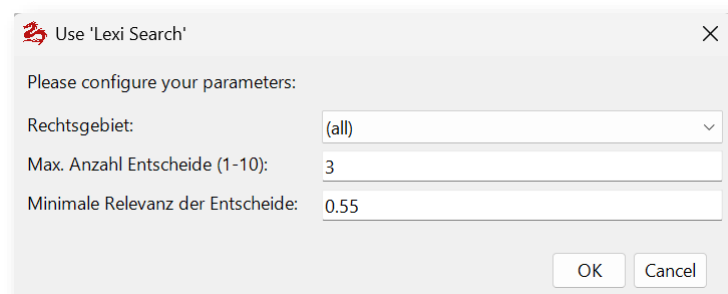 Use 'Lexi Search'
Please configure your parameters:
Rechtsgebiet: (all)
Max. Anzahl Entscheide (1-10): 3
Minimale Relevanz der Entscheide: 0.55
OK Cancel